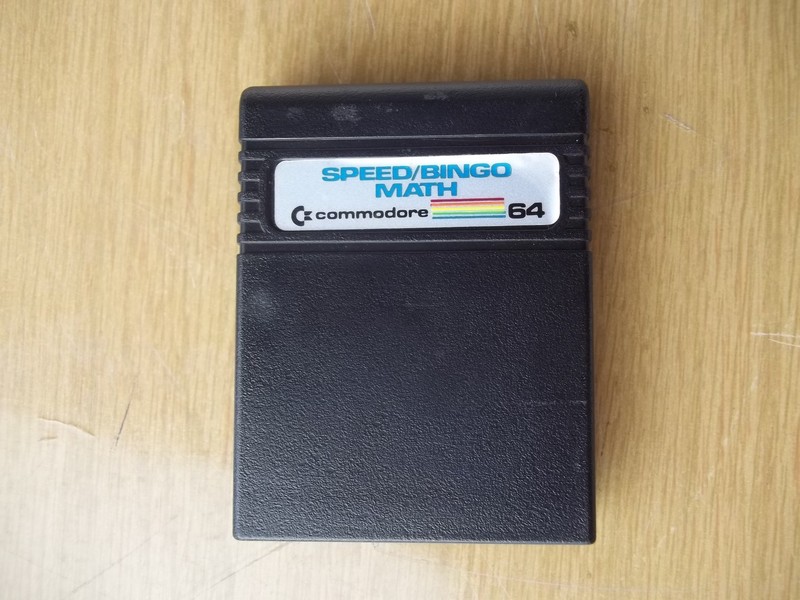 SPEED/BINGO
MATH
commodore 64